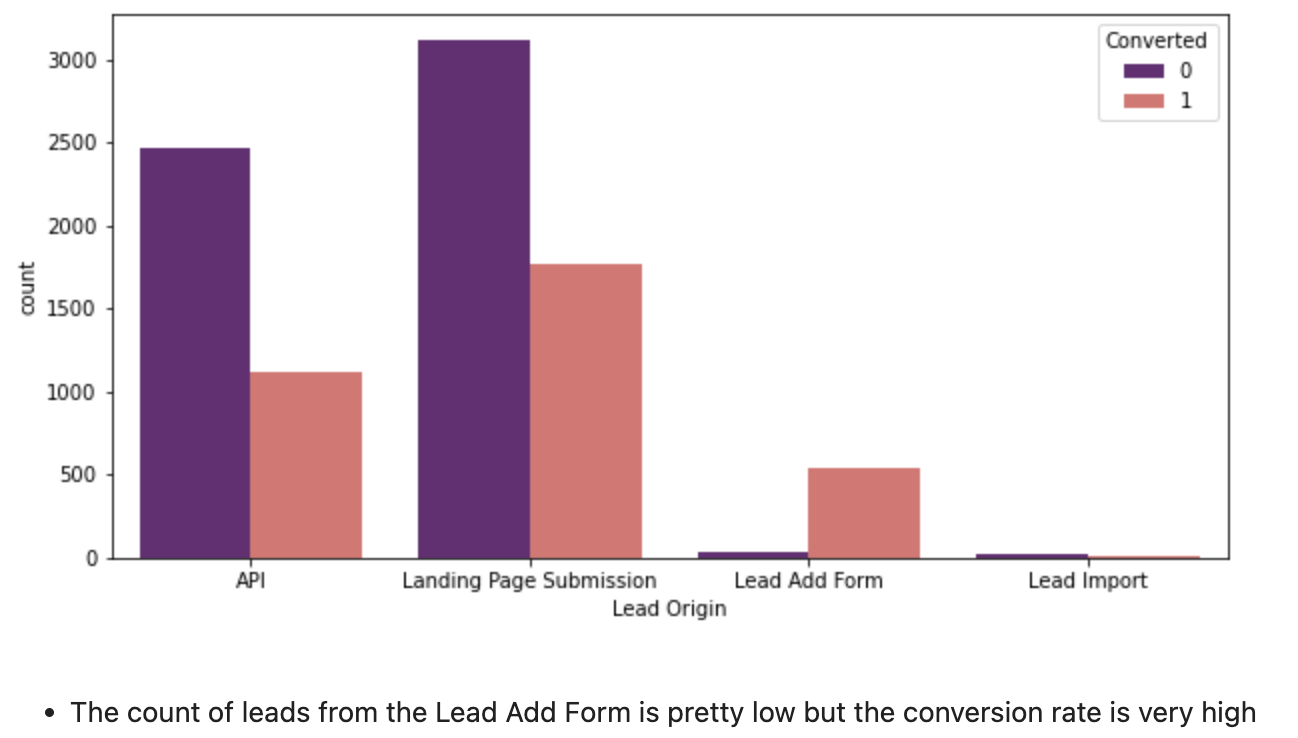 Converted
0
1
3000
2500
2000
1500
1000
500
0
count
API Landing Page Submission Lead Add Form Lead Import
Lead Origin
• The count of leads from the Lead Add Form is pretty low but the conversion rate is very high